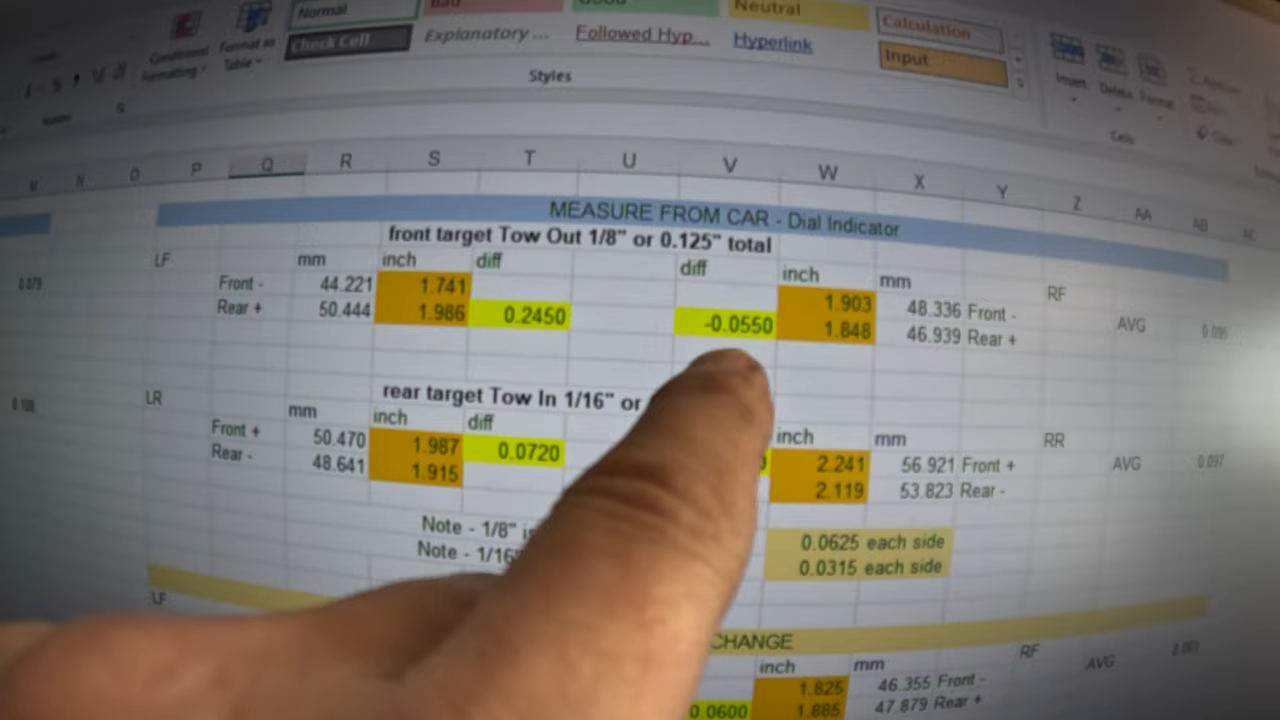 Normal Bad Good Neutral Calculation
Conditional Formatting Format as Table Check Cell Explanatory ... Followed Hyp... Hyperlink Input Insert Delete Format
Styles Cells
M N O P Q R S T U V W X Y Z AA AB AC
MEASURE FROM CAR - Dial Indicator
front target Tow Out 1/8" or 0.125" total
LF mm inch diff diff inch mm RF
Front - 44.221 1.741 1.903 48.336 Front -
Rear + 50.444 1.986 0.2450 -0.0550 1.848 46.939 Rear + AVG
rear target Tow In 1/16" or
LR mm inch diff inch mm RR
Front + 50.470 1.987 0.0720 2.241 56.921 Front + AVG
Rear - 48.641 1.915 2.119 53.823 Rear -
Note - 1/8" 0.0625 each side
Note - 1/16" 0.0315 each side
CHANGE
LF inch mm RF AVG
1.825 46.355 Front -
0.0600 1.885 47.879 Rear +